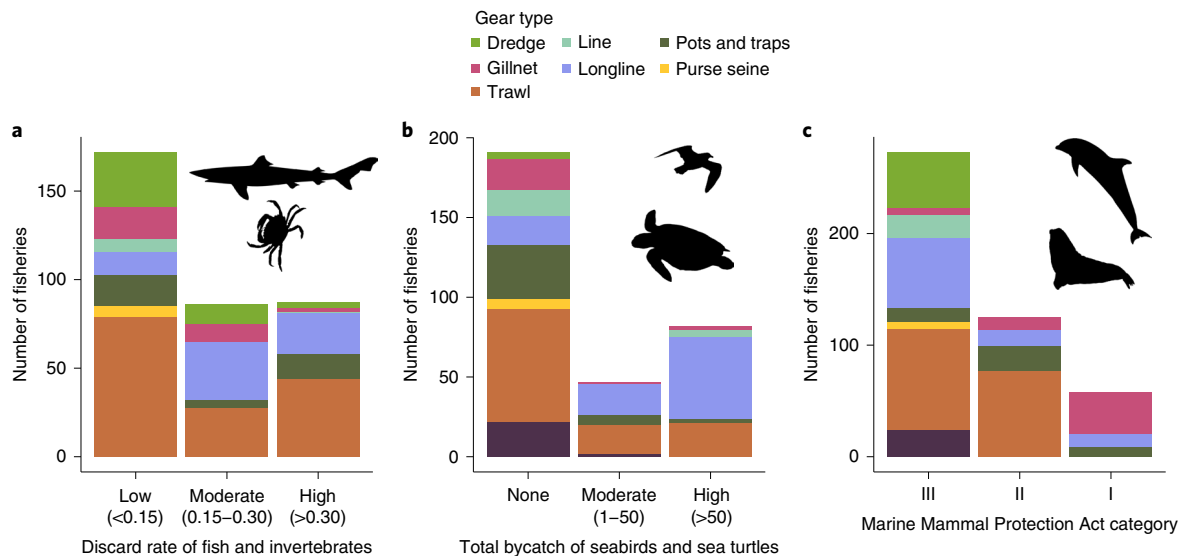 Gear type
Dredge Line Pots and traps
Gillnet Longline Purse seine
Trawl
a
Number of fisheries
150
100
50
0
Low Moderate High
(<0.15) (0.15–0.30) (>0.30)
Discard rate of fish and invertebrates
b
Number of fisheries
200
150
100
50
0
None Moderate High
(1–50) (>50)
Total bycatch of seabirds and sea turtles
c
Number of fisheries
200
100
0
III II I
Marine Mammal Protection Act category